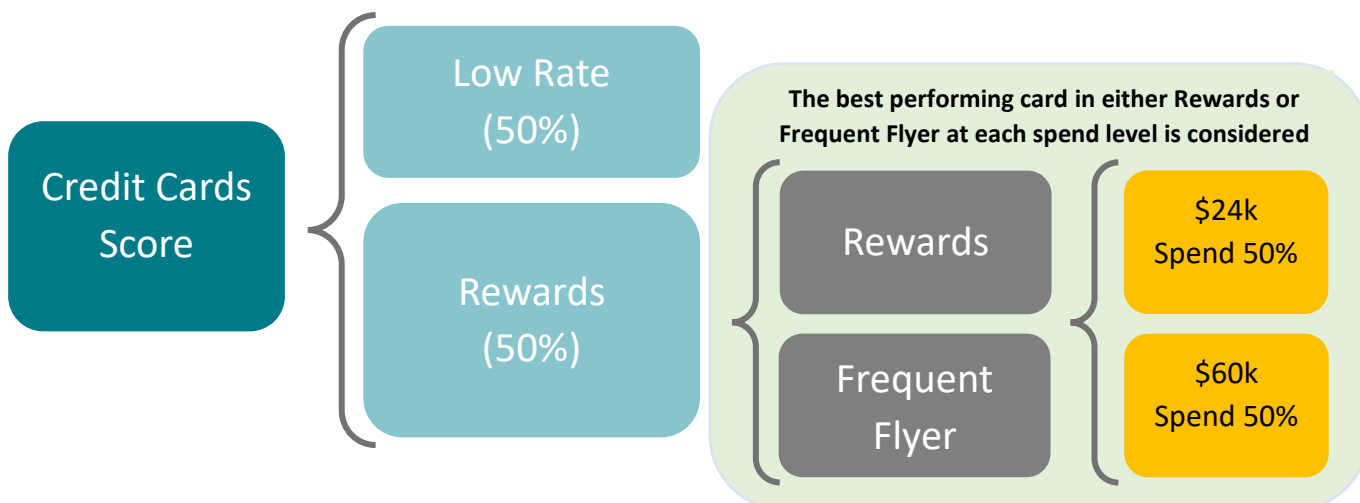 Credit Cards
Score
Low Rate
(50%)
Rewards
(50%)
The best performing card in either Rewards or
Frequent Flyer at each spend level is considered
Rewards
Frequent
Flyer
$24k
Spend 50%
$60k
Spend 50%